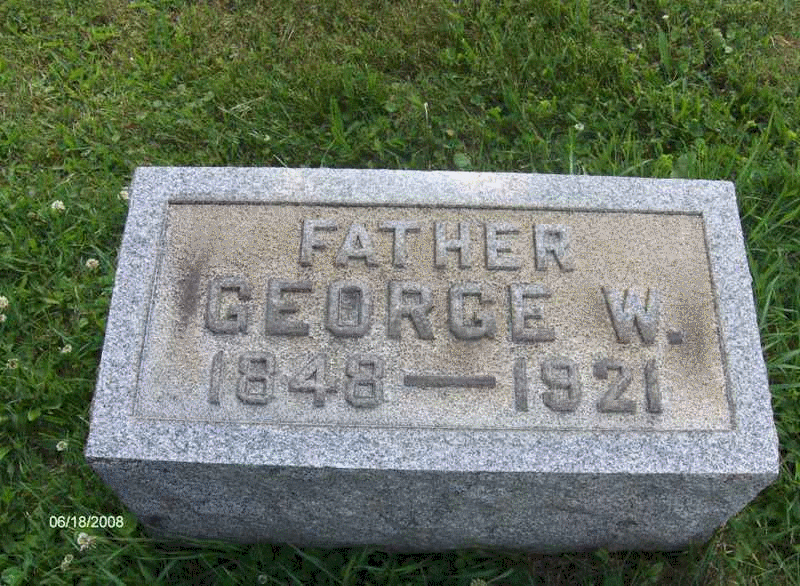 FATHER
GEORGE W.
1848 — 1921
06/18/2008